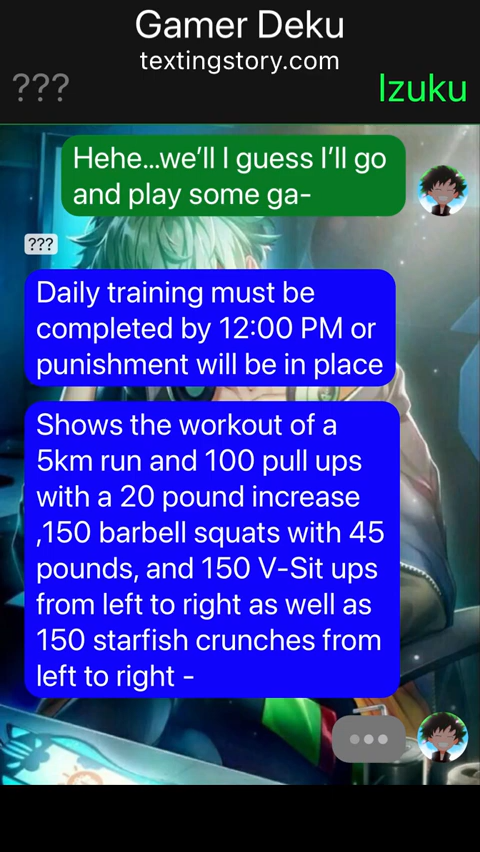 Gamer Deku
textingstory.com
??? Izuku
Hehe...we'll I guess I'll go
and play some ga-
???
Daily training must be
completed by 12:00 PM or
punishment will be in place
Shows the workout of a
5km run and 100 pull ups
with a 20 pound increase
,150 barbell squats with 45
pounds, and 150 V-Sit ups
from left to right as well as
150 starfish crunches from
left to right -